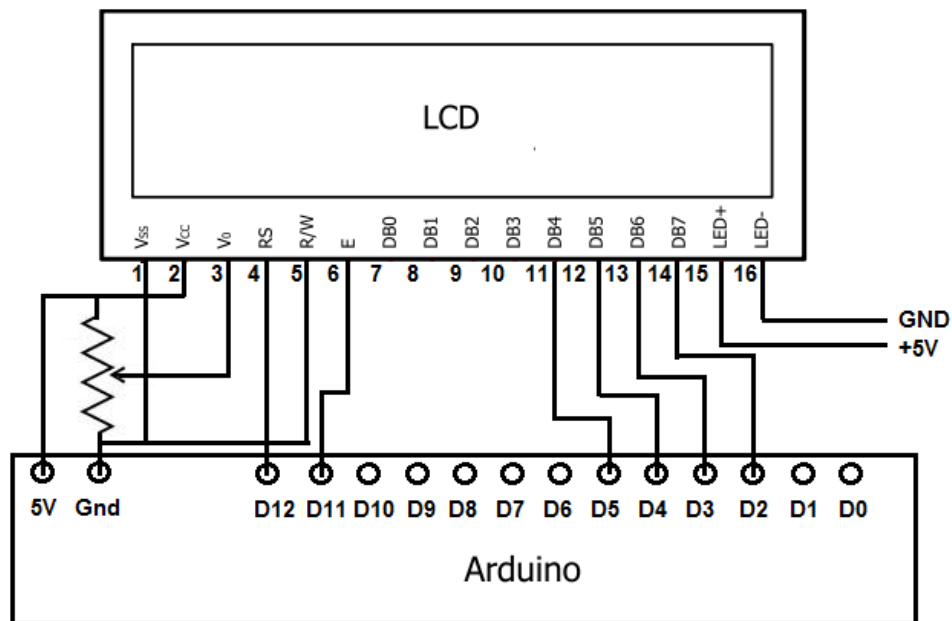 LCD
Vss Vcc V₀ RS R/W E DB0 DB1 DB2 DB3 DB4 DB5 DB6 DB7 LED+ LED-
1 2 3 4 5 6 7 8 9 10 11 12 13 14 15 16
GND
+5V
5V Gnd D12 D11 D10 D9 D8 D7 D6 D5 D4 D3 D2 D1 D0
Arduino